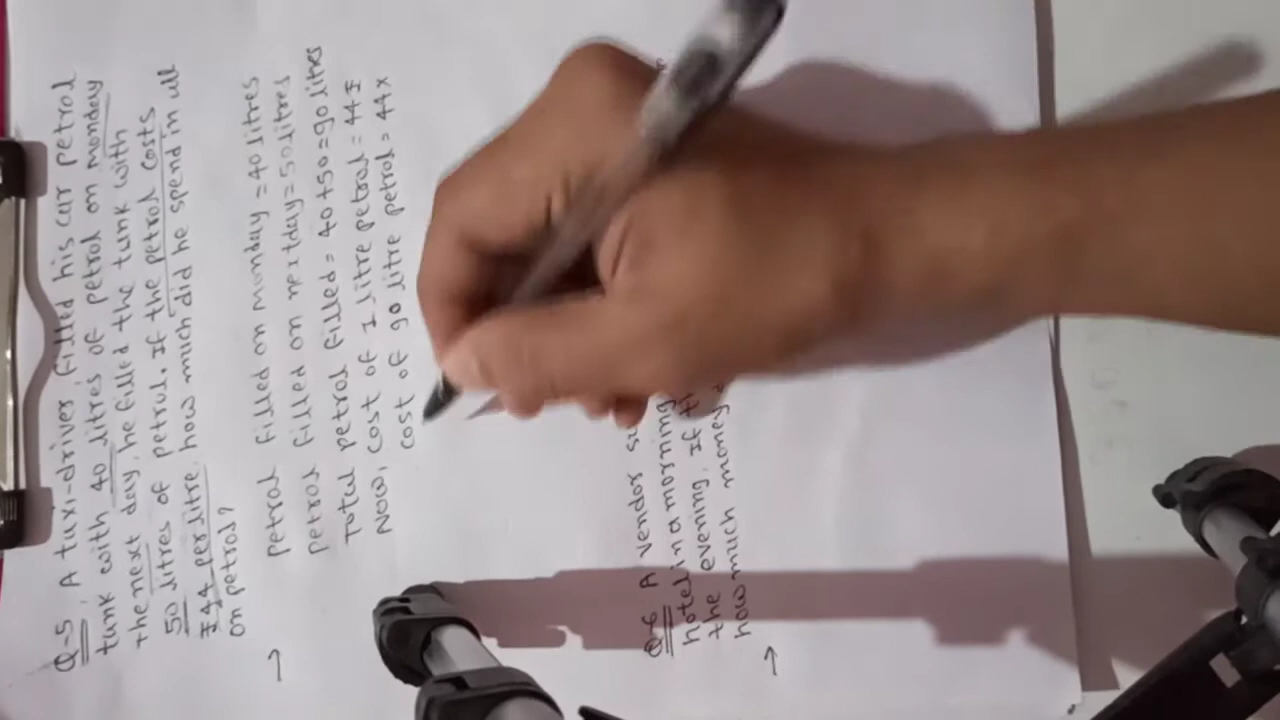 Q-5, A taxi-driver filled his car petrol
tank with 40 litres of petrol on monday
the next day, he filled the tank with
50 litres of petrol. If the petrol costs
₹ 44 per litre, how much did he spend in all
on petrol?
→ petrol filled on monday = 40 litres
petrol filled on next day = 50 litres
Total petrol filled = 40 + 50 = 90 litres
Now, cost of 1 litre petrol = 44 ₹
cost of 90 litre petrol = 44 x
Q-6 A vendor
hotel in a morning
the evening, If
how much money
→